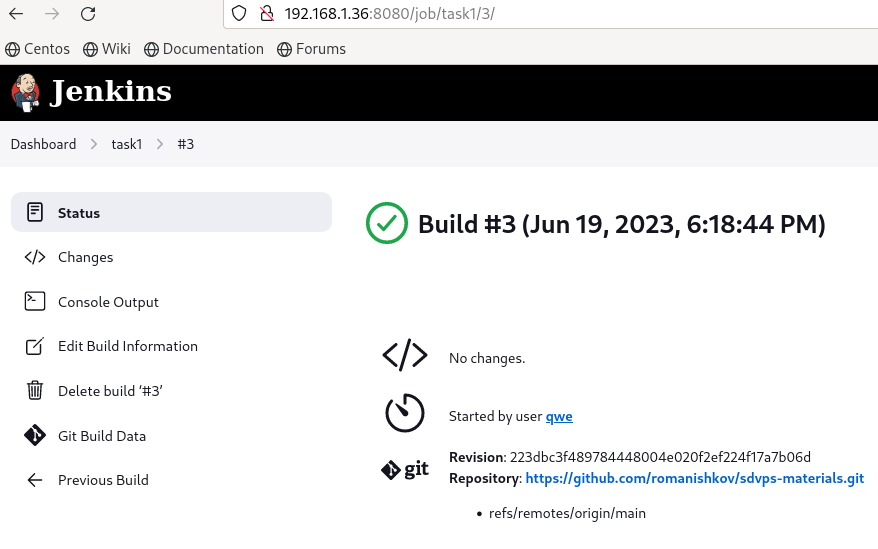 192.168.1.36:8080/job/task1/3/
Centos Wiki Documentation Forums
Jenkins
Dashboard task1 #3
Status
Changes
Console Output
Edit Build Information
Delete build ‘#3’
Git Build Data
Previous Build
Build #3 (Jun 19, 2023, 6:18:44 PM)
No changes.
Started by user qwe
git
Revision: 223dbc3f489784448004e020f2ef224f17a7b06d
Repository: https://github.com/romanishkov/sdvps-materials.git
• refs/remotes/origin/main